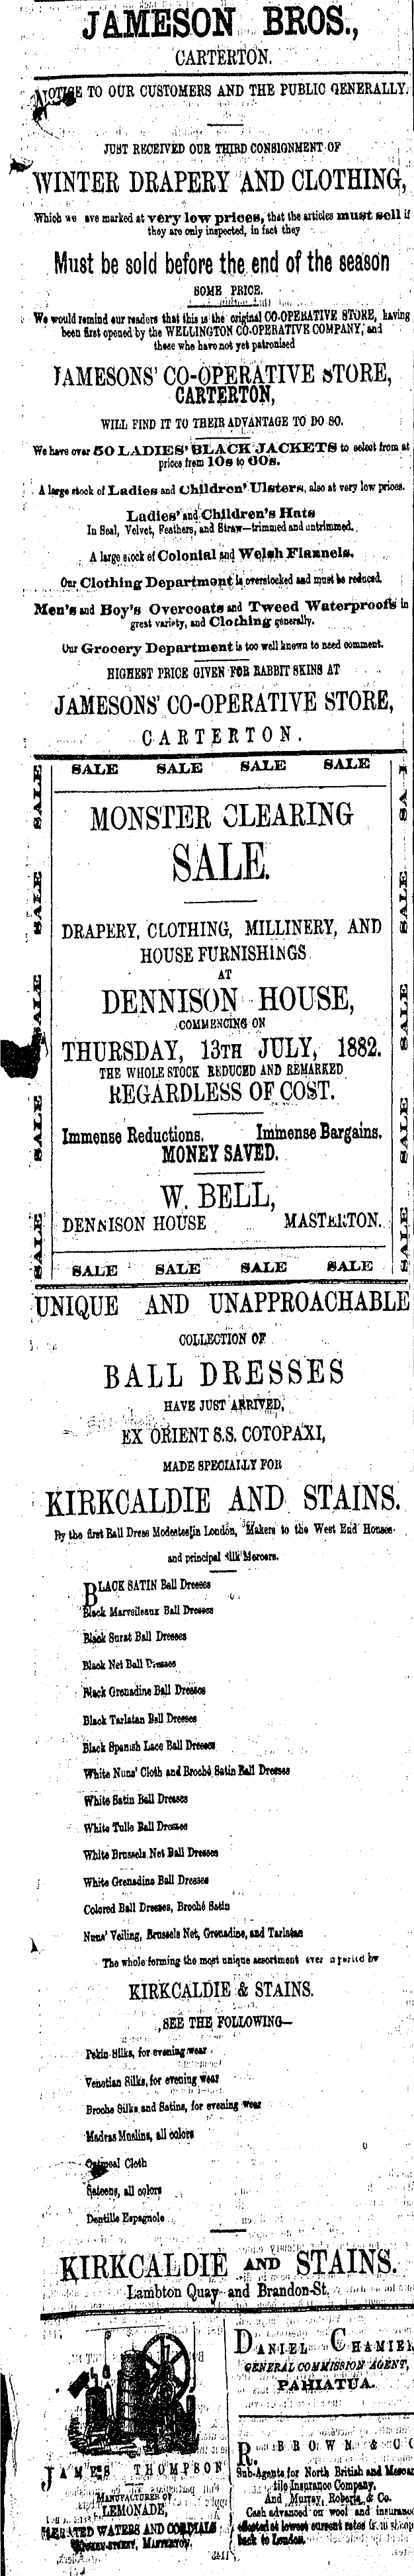 JAMESON BROS.,
CARTERTON.
NOTICE TO OUR CUSTOMERS AND THE PUBLIC GENERALLY.
JUST RECEIVED OUR THIRD CONSIGNMENT OF
WINTER DRAPERY AND CLOTHING,
Which we ave marked at very low prices, that the articles must sell if
they are only inspected, in fact they
Must be sold before the end of the season
SOME PRICE.
We would remind our readers that this is the original CO-OPERATIVE STORE, having
been first opened by the WELLINGTON CO-OPERATIVE COMPANY, and
those who have not yet patronised
JAMESONS' CO-OPERATIVE STORE,
CARTERTON,
WILL FIND IT TO THEIR ADVANTAGE TO DO SO.
We have over 50 LADIES' BLACK JACKETS to select from at
prices from 10s to 60s.
A large stock of Ladies and Children' Ulsters, also at very low prices.
Ladies' and Children's Hats
In Seal, Velvet, Feathers, and Straw—trimmed and untrimmed.
A large stock of Colonial and Welsh Flannels.
Our Clothing Department is overstocked and must be reduced.
Men's and Boy's Overcoats and Tweed Waterproofs in
great variety, and Clothing generally.
Our Grocery Department is too well known to need comment.
HIGHEST PRICE GIVEN FOR RABBIT SKINS AT
JAMESONS' CO-OPERATIVE STORE,
CARTERTON.
SALE SALE SALE SALE
MONSTER CLEARING
SALE.
DRAPERY, CLOTHING, MILLINERY, AND
HOUSE FURNISHINGS
AT
DENNISON HOUSE,
COMMENCING ON
THURSDAY, 13TH JULY, 1882.
THE WHOLE STOCK REDUCED AND REMARKED
REGARDLESS OF COST.
Immense Reductions. Immense Bargains.
MONEY SAVED.
W. BELL,
DENNISON HOUSE MASTERTON.
SALE SALE SALE SALE
SALE SALE SALE SALE SALE
SALE SALE SALE SALE
UNIQUE AND UNAPPROACHABLE
COLLECTION OF
BALL DRESSES
HAVE JUST ARRIVED,
EX ORIENT S.S. COTOPAXI,
MADE SPECIALLY FOR
KIRKCALDIE AND STAINS.
By the first Ball Dress Modestes in London, Makers to the West End Houses
and principal Silk Mercers.
BLACK SATIN Ball Dresses
Black Marveileaux Ball Dresses
Black Surat Ball Dresses
Black Net Ball Dresses
Black Grenadine Ball Dresses
Black Tarlatan Ball Dresses
Black Spanish Lace Ball Dresses
White Nuns' Cloth and Broché Satin Ball Dresses
White Satin Ball Dresses
White Tulle Ball Dresses
White Brussels Net Ball Dresses
White Grenadine Ball Dresses
Colored Ball Dresses, Broché Satin
Nuns' Veiling, Brussels Net, Grenadine, and Tarlatan
The whole forming the most unique assortment ever imported by
KIRKCALDIE & STAINS.
SEE THE FOLLOWING—
Pekin Silks, for evening wear
Venetian Silks, for evening wear
Broche Silks and Satins, for evening wear
Madras Muslins, all colors
Oatmeal Cloth
Sateens, all colors
Dentille Espagnole
KIRKCALDIE AND STAINS.
Lambton Quay and Brandon-St.
JAMES THOMPSON
MANUFACTURER OF
LEMONADE,
AERATED WATERS AND CORDIALS
DANIEL CHAMIER
GENERAL COMMISSION AGENT,
PAHIATUA.
R. BROWN & CO
Sub-Agents for North British and Mercan
tile Insurance Company,
And Murray, Roberts, & Co.
Cash advanced on wool and insurance
effected at lowest current rates from sheep
back to London.